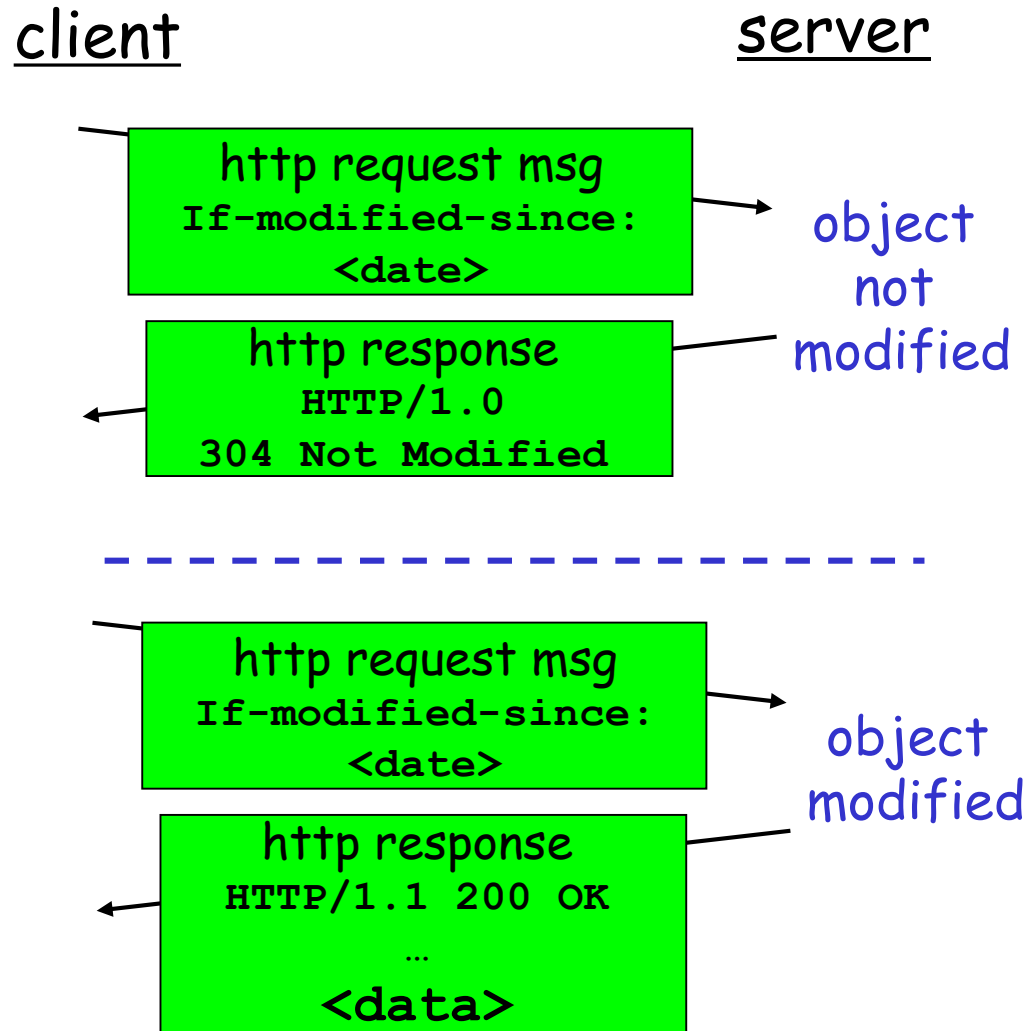 client
server
http request msg
If-modified-since:
<date>
object
not
modified
http response
HTTP/1.0
304 Not Modified
http request msg
If-modified-since:
<date>
object
modified
http response
HTTP/1.1 200 OK
…
<data>